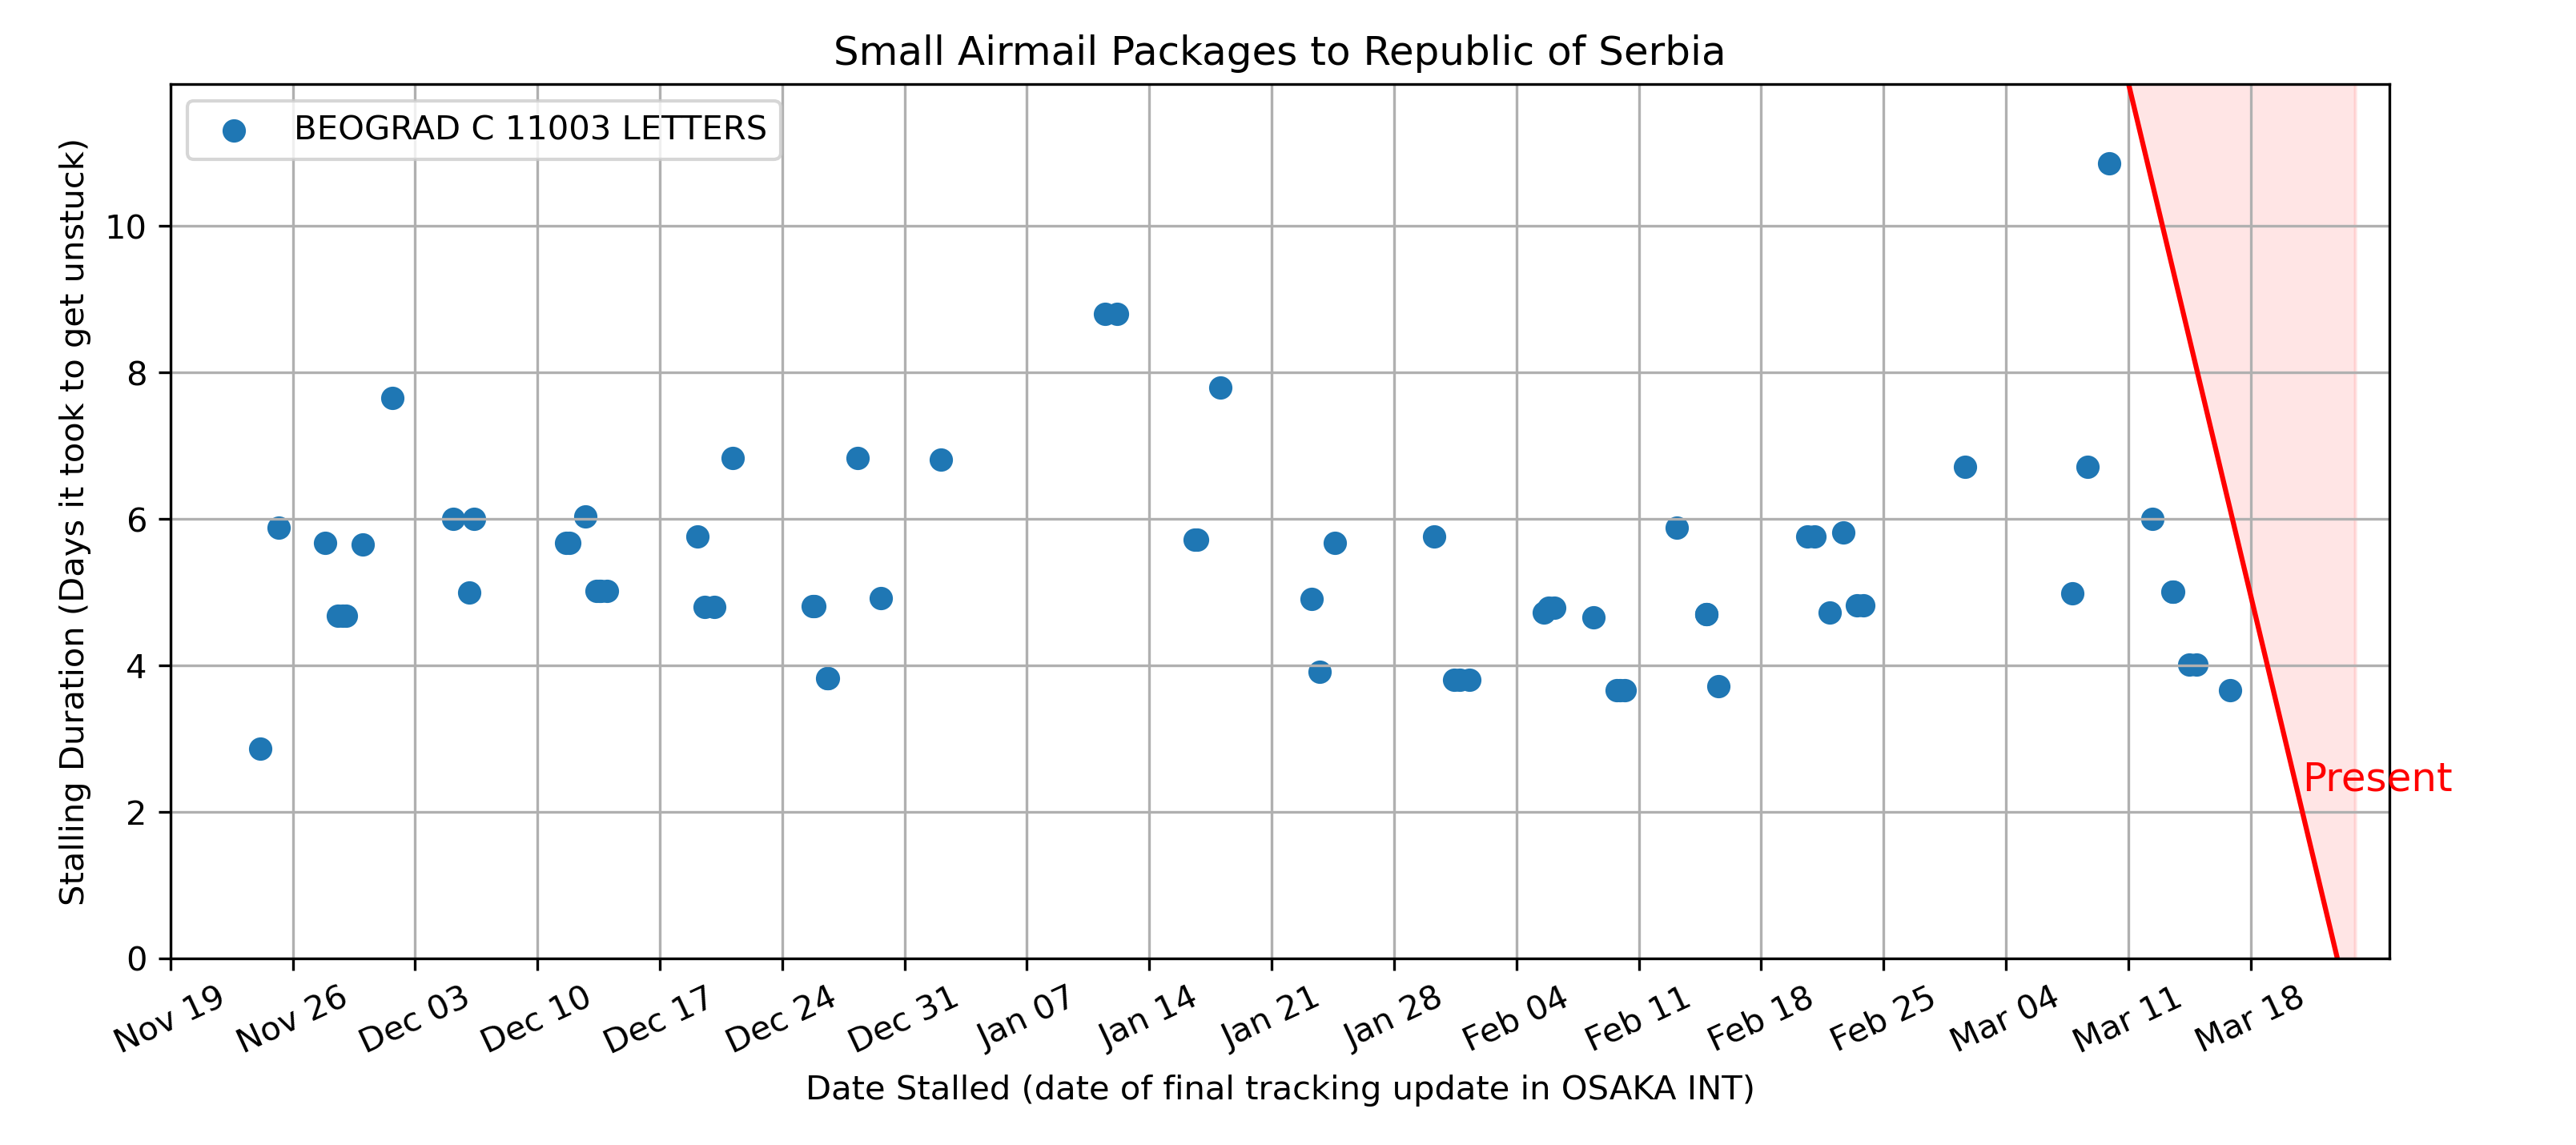 Small Airmail Packages to Republic of Serbia
BEOGRAD C 11003 LETTERS
Stalling Duration (Days it took to get unstuck)
10
8
6
4
2
0
Present
Nov 19
Nov 26
Dec 03
Dec 10
Dec 17
Dec 24
Dec 31
Jan 07
Jan 14
Jan 21
Jan 28
Feb 04
Feb 11
Feb 18
Feb 25
Mar 04
Mar 11
Mar 18
Date Stalled (date of final tracking update in OSAKA INT)